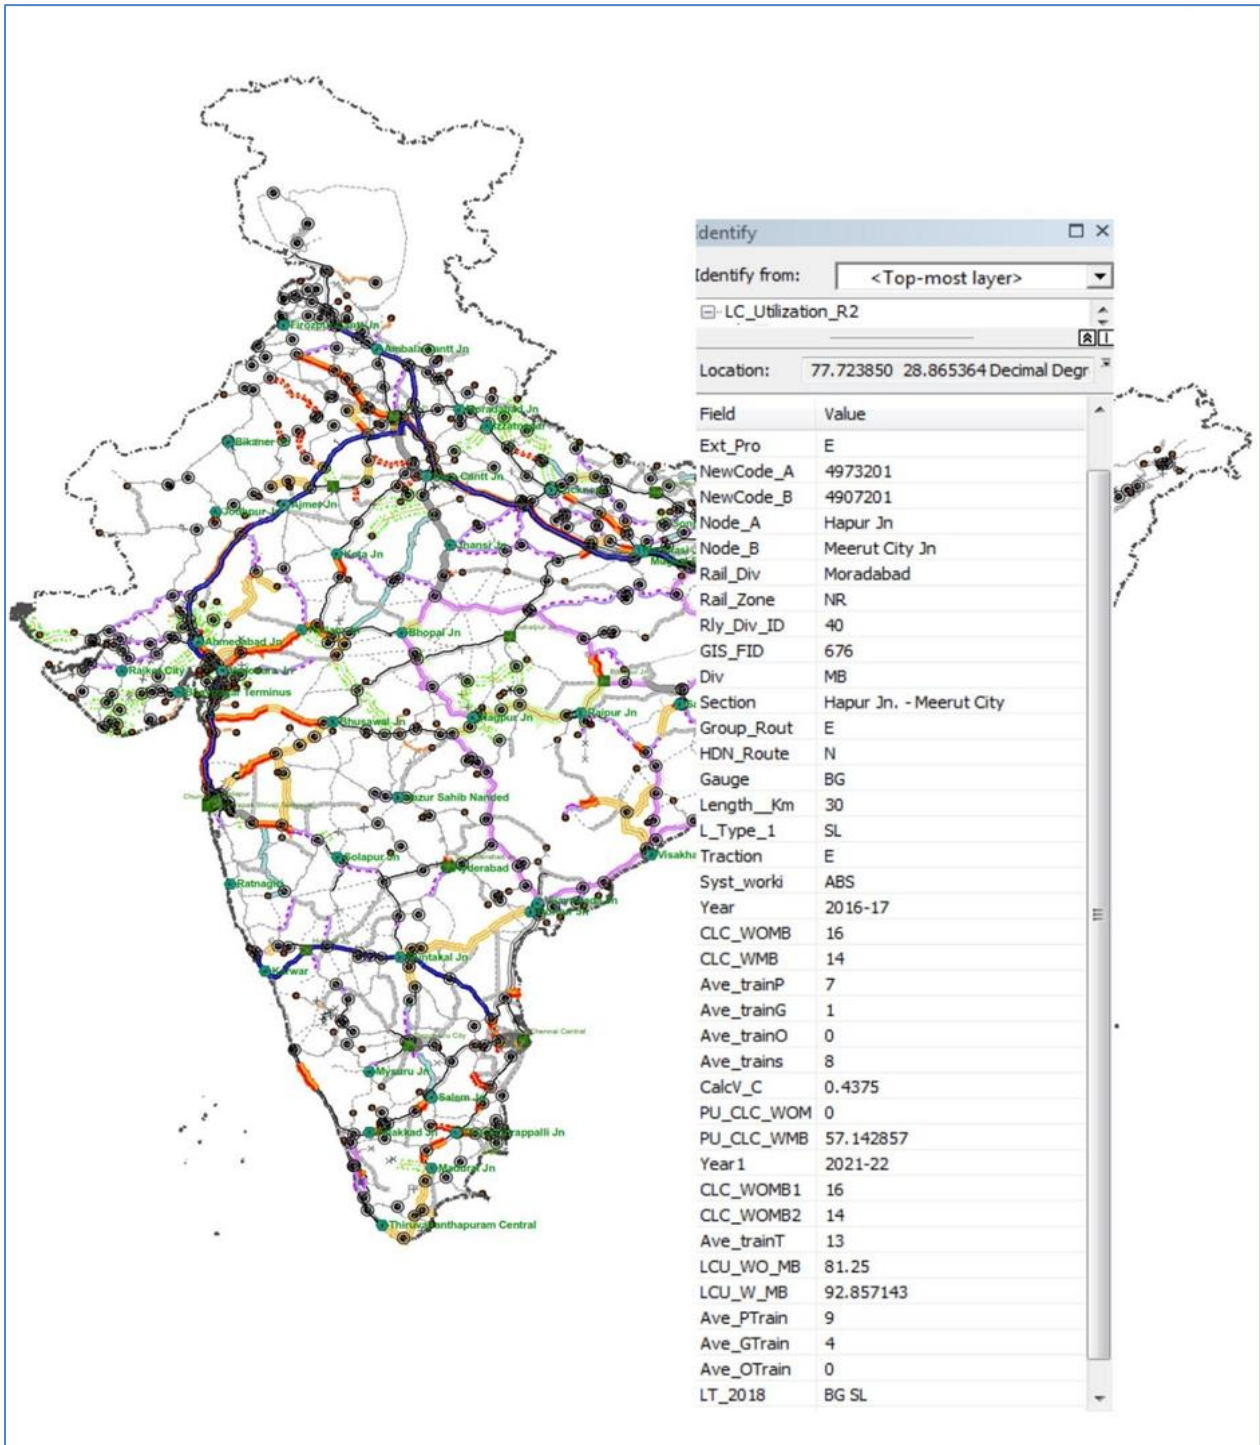 Identify
Identify from: <Top-most layer>
LC_Utilization_R2
Location: 77.723850 28.865364 Decimal Degr
Field Value
Ext_Pro E
NewCode_A 4973201
NewCode_B 4907201
Node_A Hapur Jn
Node_B Meerut City Jn
Rail_Div Moradabad
Rail_Zone NR
Rly_Div_ID 40
GIS_FID 676
Div MB
Section Hapur Jn. - Meerut City
Group_Rout E
HDN_Route N
Gauge BG
Length__Km 30
L_Type_1 SL
Traction E
Syst_worki ABS
Year 2016-17
CLC_WOMB 16
CLC_WMB 14
Ave_trainP 7
Ave_trainG 1
Ave_trainO 0
Ave_trains 8
CalcV_C 0.4375
PU_CLC_WOM 0
PU_CLC_WMB 57.142857
Year1 2021-22
CLC_WOMB1 16
CLC_WOMB2 14
Ave_trainT 13
LCU_WO_MB 81.25
LCU_W_MB 92.857143
Ave_PTrain 9
Ave_GTrain 4
Ave_OTrain 0
LT_2018 BG SL
Ambala Cantt Jn
Moradabad Jn
Bikaner
Ajmer Jn
Jhansi Jn
Kota Jn
Ahmedabad Jn
Bhopal Jn
Rajkot City
Terminus
Bhusawal Jn
Nagpur Jn
Raipur Jn
Hazur Sahib Nanded
Solapur Jn
Hyderabad
Visakha
Ratnagiri
Guntakal Jn
Karwar
Chennai Central
Mysuru Jn
Salem Jn
Madurai Jn
Thiruvananthapuram Central